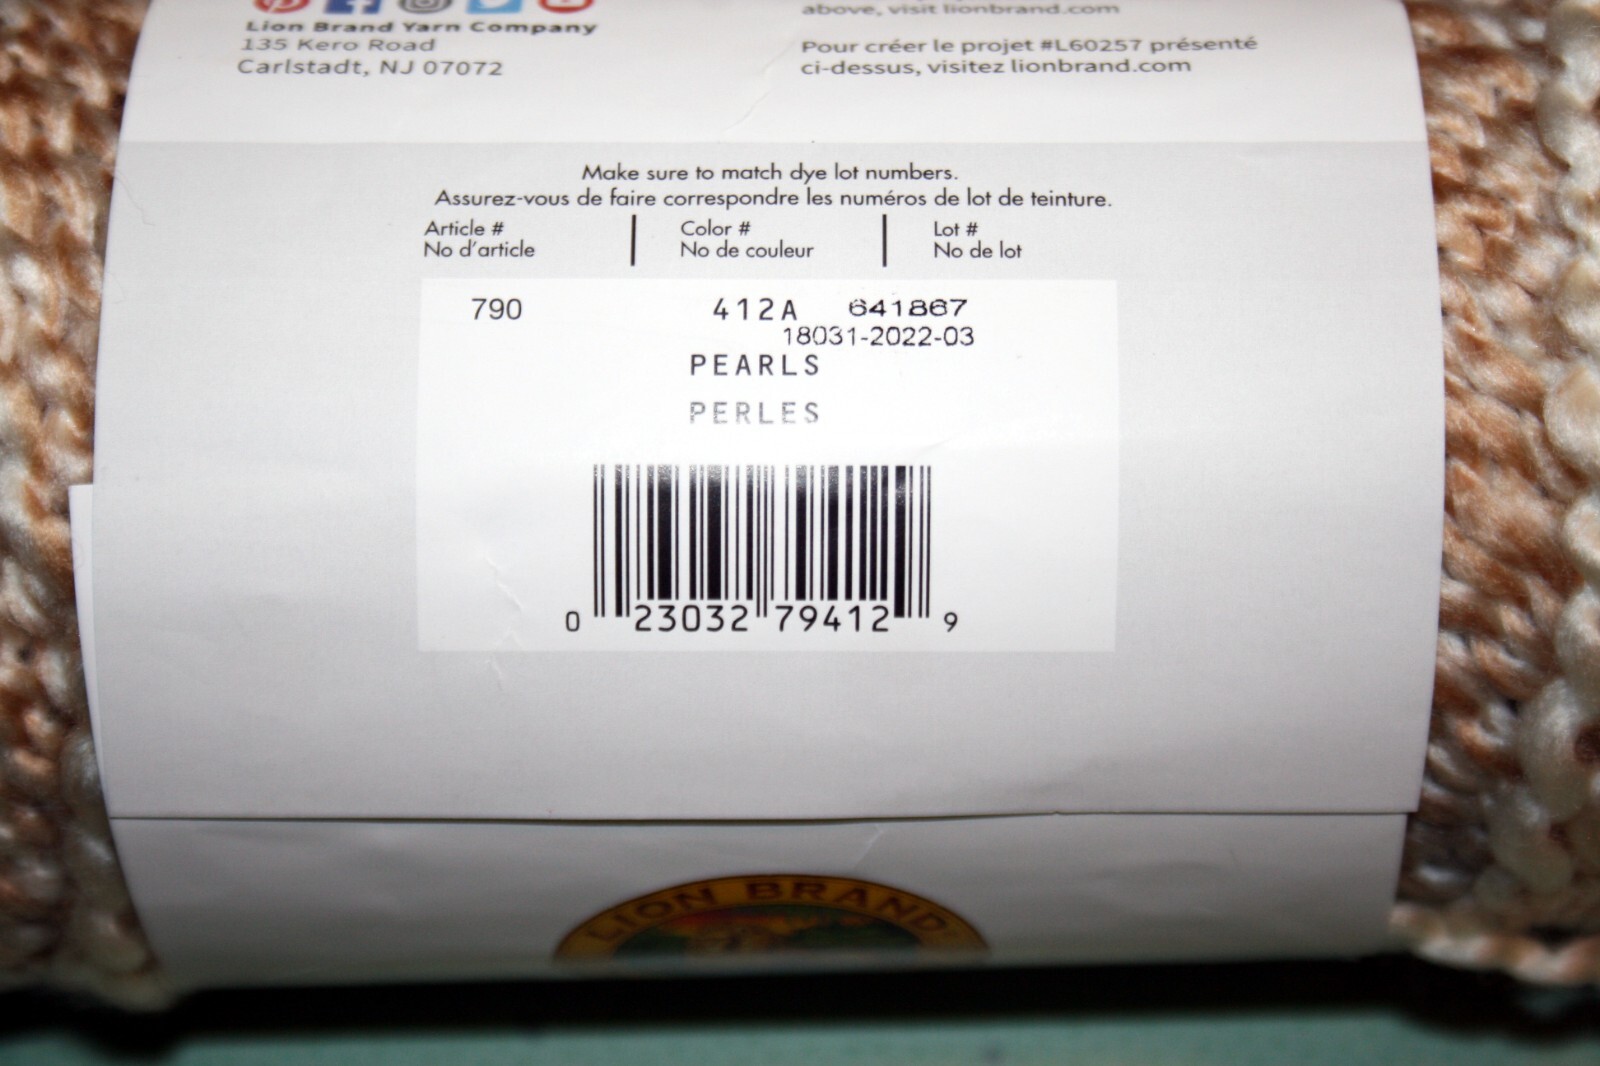 Lion Brand Yarn Company
135 Kero Road
Carlstadt, NJ 07072
above, visit lionbrand.com
Pour créer le projet #L60257 présenté
ci-dessus, visitez lionbrand.com
Make sure to match dye lot numbers.
Assurez-vous de faire correspondre les numéros de lot de teinture.
Article #
No d'article
Color #
No de couleur
Lot #
No de lot
790 412A 641867
18031-2022-03
PEARLS
PERLES
0 23032 79412 9
LION BRAND